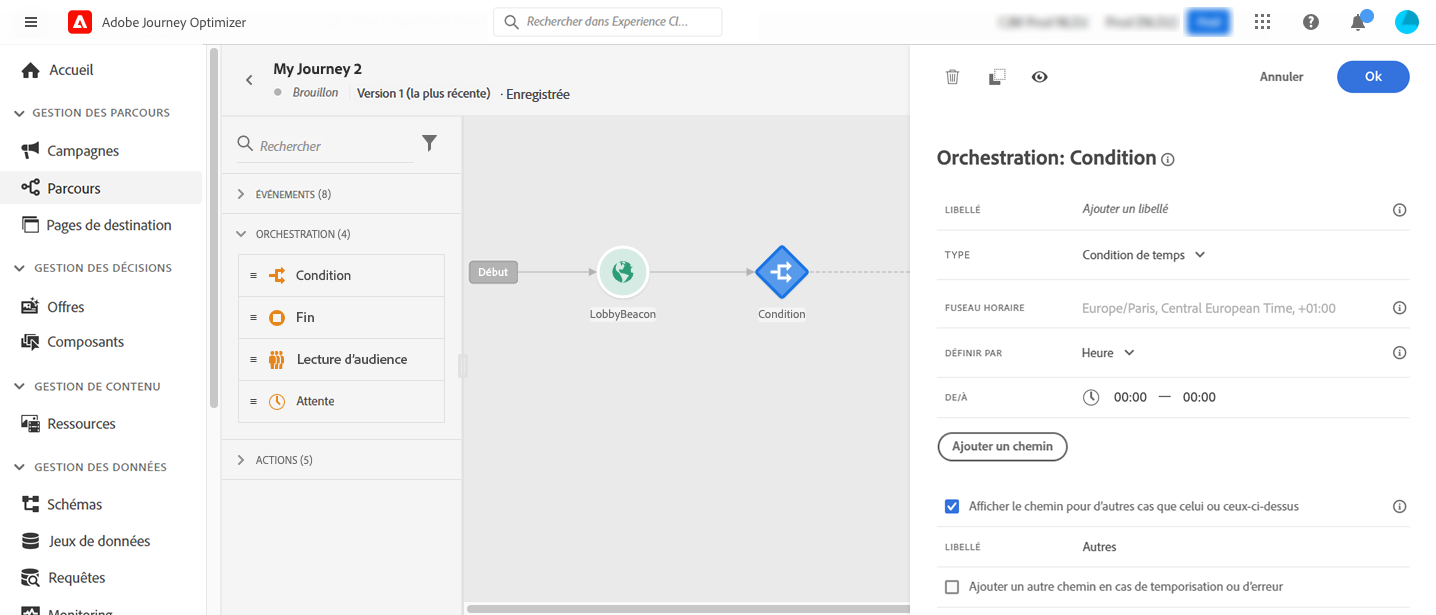 Adobe Journey Optimizer
Rechercher dans Experience Cl...
Accueil
GESTION DES PARCOURS
Campagnes
Parcours
Pages de destination
GESTION DES DÉCISIONS
Offres
Composants
GESTION DE CONTENU
Ressources
GESTION DES DONNÉES
Schémas
Jeux de données
Requêtes
Monitoring
My Journey 2
Brouillon Version 1 (la plus récente) · Enregistrée
Rechercher
ÉVÉNEMENTS (8)
ORCHESTRATION (4)
Condition
Fin
Lecture d'audience
Attente
ACTIONS (5)
Début
LobbyBeacon
Condition
Annuler
Ok
Orchestration: Condition
LIBELLÉ Ajouter un libellé
TYPE Condition de temps
FUSEAU HORAIRE Europe/Paris, Central European Time, +01:00
DÉFINIR PAR Heure
DE/À 00:00 — 00:00
Ajouter un chemin
Afficher le chemin pour d'autres cas que celui ou ceux-ci-dessus
LIBELLÉ Autres
Ajouter un autre chemin en cas de temporisation ou d'erreur